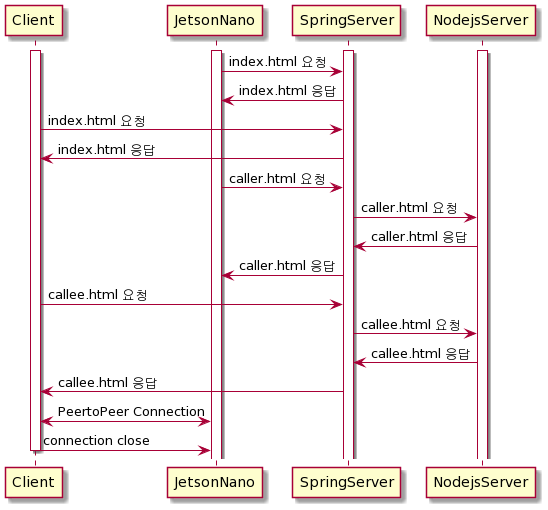 Client JetsonNano SpringServer NodejsServer
index.html 요청
index.html 응답
index.html 요청
index.html 응답
caller.html 요청
caller.html 요청
caller.html 응답
caller.html 응답
callee.html 요청
callee.html 요청
callee.html 응답
callee.html 응답
PeertoPeer Connection
connection close
Client JetsonNano SpringServer NodejsServer